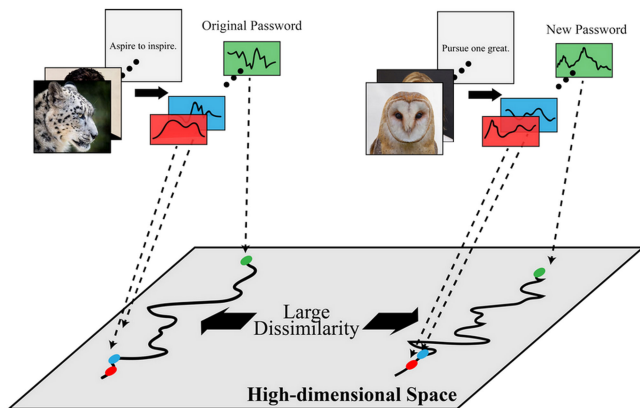 Original Password
Aspire to inspire.
New Password
Pursue one great.
Large
Dissimilarity
High-dimensional Space